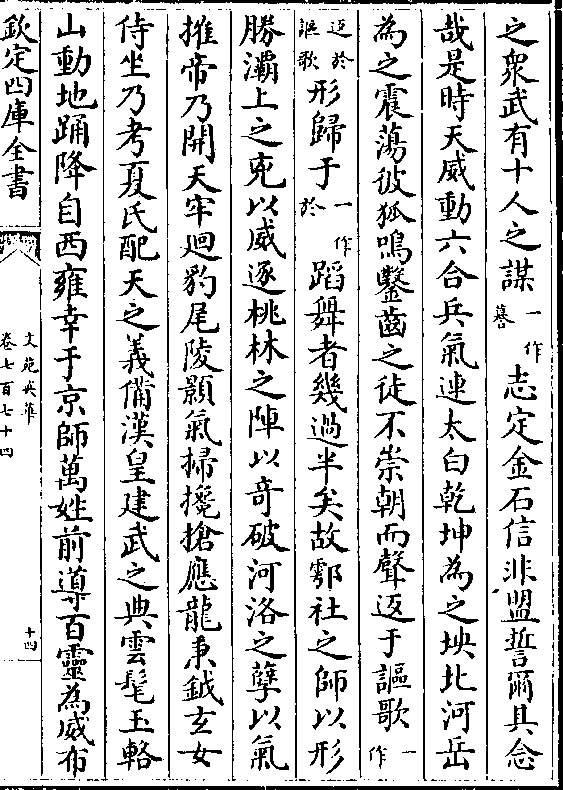 之衆武有十人之謀一作謩志定金石信非盟誓爾其念
哉是時天威動六合兵氣連太白乾坤為之坱北河岳
為之震蕩彼狐鳴鑿齒之徒不崇朝而聲返于謳歌一作
返於謳歌形歸于一作於蹈舞者幾過半矣故鄠社之師以形
勝灞上之兇以威逐桃林之陣以奇破河洛之孽以氣
摧帝乃開天牢迴豹尾陵顥氣掃攙搶應龍秉鉞玄女
侍坐乃考夏氏配天之義備漢皇建武之典雲髦玉輅
山動地踊降自西雍幸于京師萬姓前導百靈為威布
欽定四庫全書
文苑英華
卷七百七十四
十四